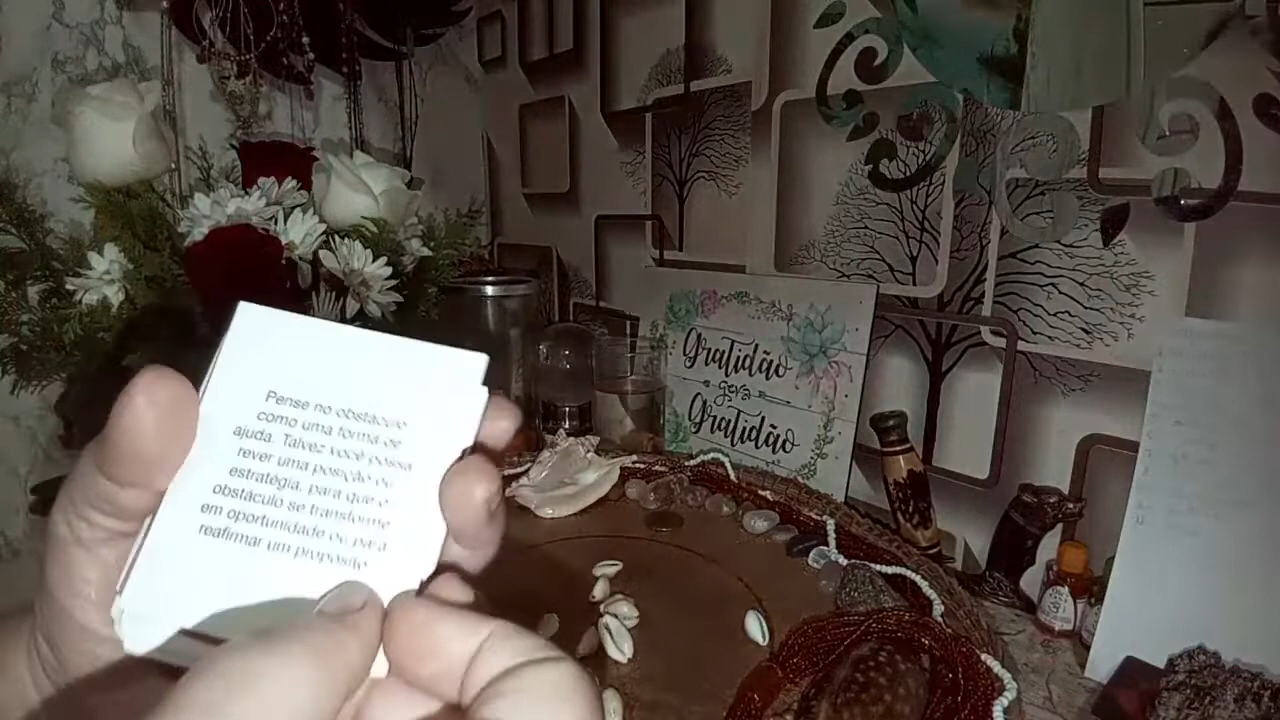 Pense no obstáculo
como uma forma de
ajuda. Talvez você possa
rever uma posição ou
estratégia, para que o
obstáculo se transforme
em oportunidade ou para
reafirmar um propósito.
Gratidão
gera
Gratidão